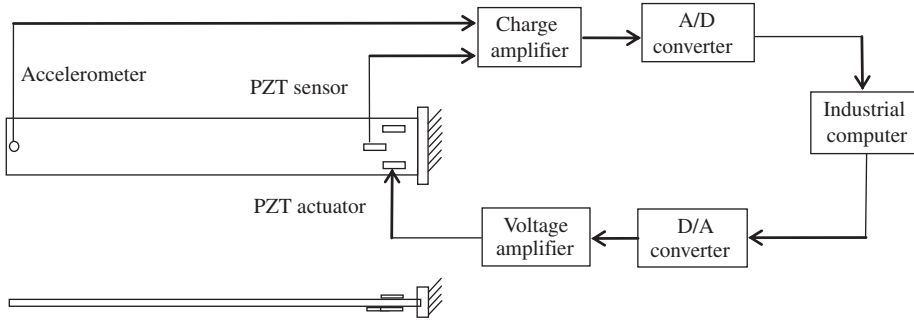 Accelerometer
PZT sensor
Charge
amplifier
A/D
converter
Industrial
computer
PZT actuator
Voltage
amplifier
D/A
converter